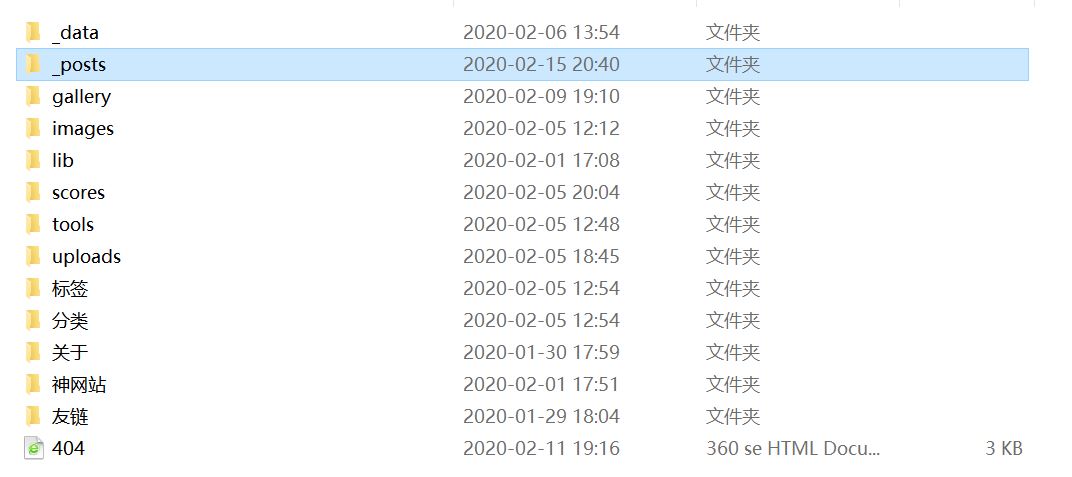 _data 2020-02-06 13:54 文件夹
_posts 2020-02-15 20:40 文件夹
gallery 2020-02-09 19:10 文件夹
images 2020-02-05 12:12 文件夹
lib 2020-02-01 17:08 文件夹
scores 2020-02-05 20:04 文件夹
tools 2020-02-05 12:48 文件夹
uploads 2020-02-05 18:45 文件夹
标签 2020-02-05 12:54 文件夹
分类 2020-02-05 12:54 文件夹
关于 2020-01-30 17:59 文件夹
神网站 2020-02-01 17:51 文件夹
友链 2020-01-29 18:04 文件夹
404 2020-02-11 19:16 360 se HTML Docu... 3 KB